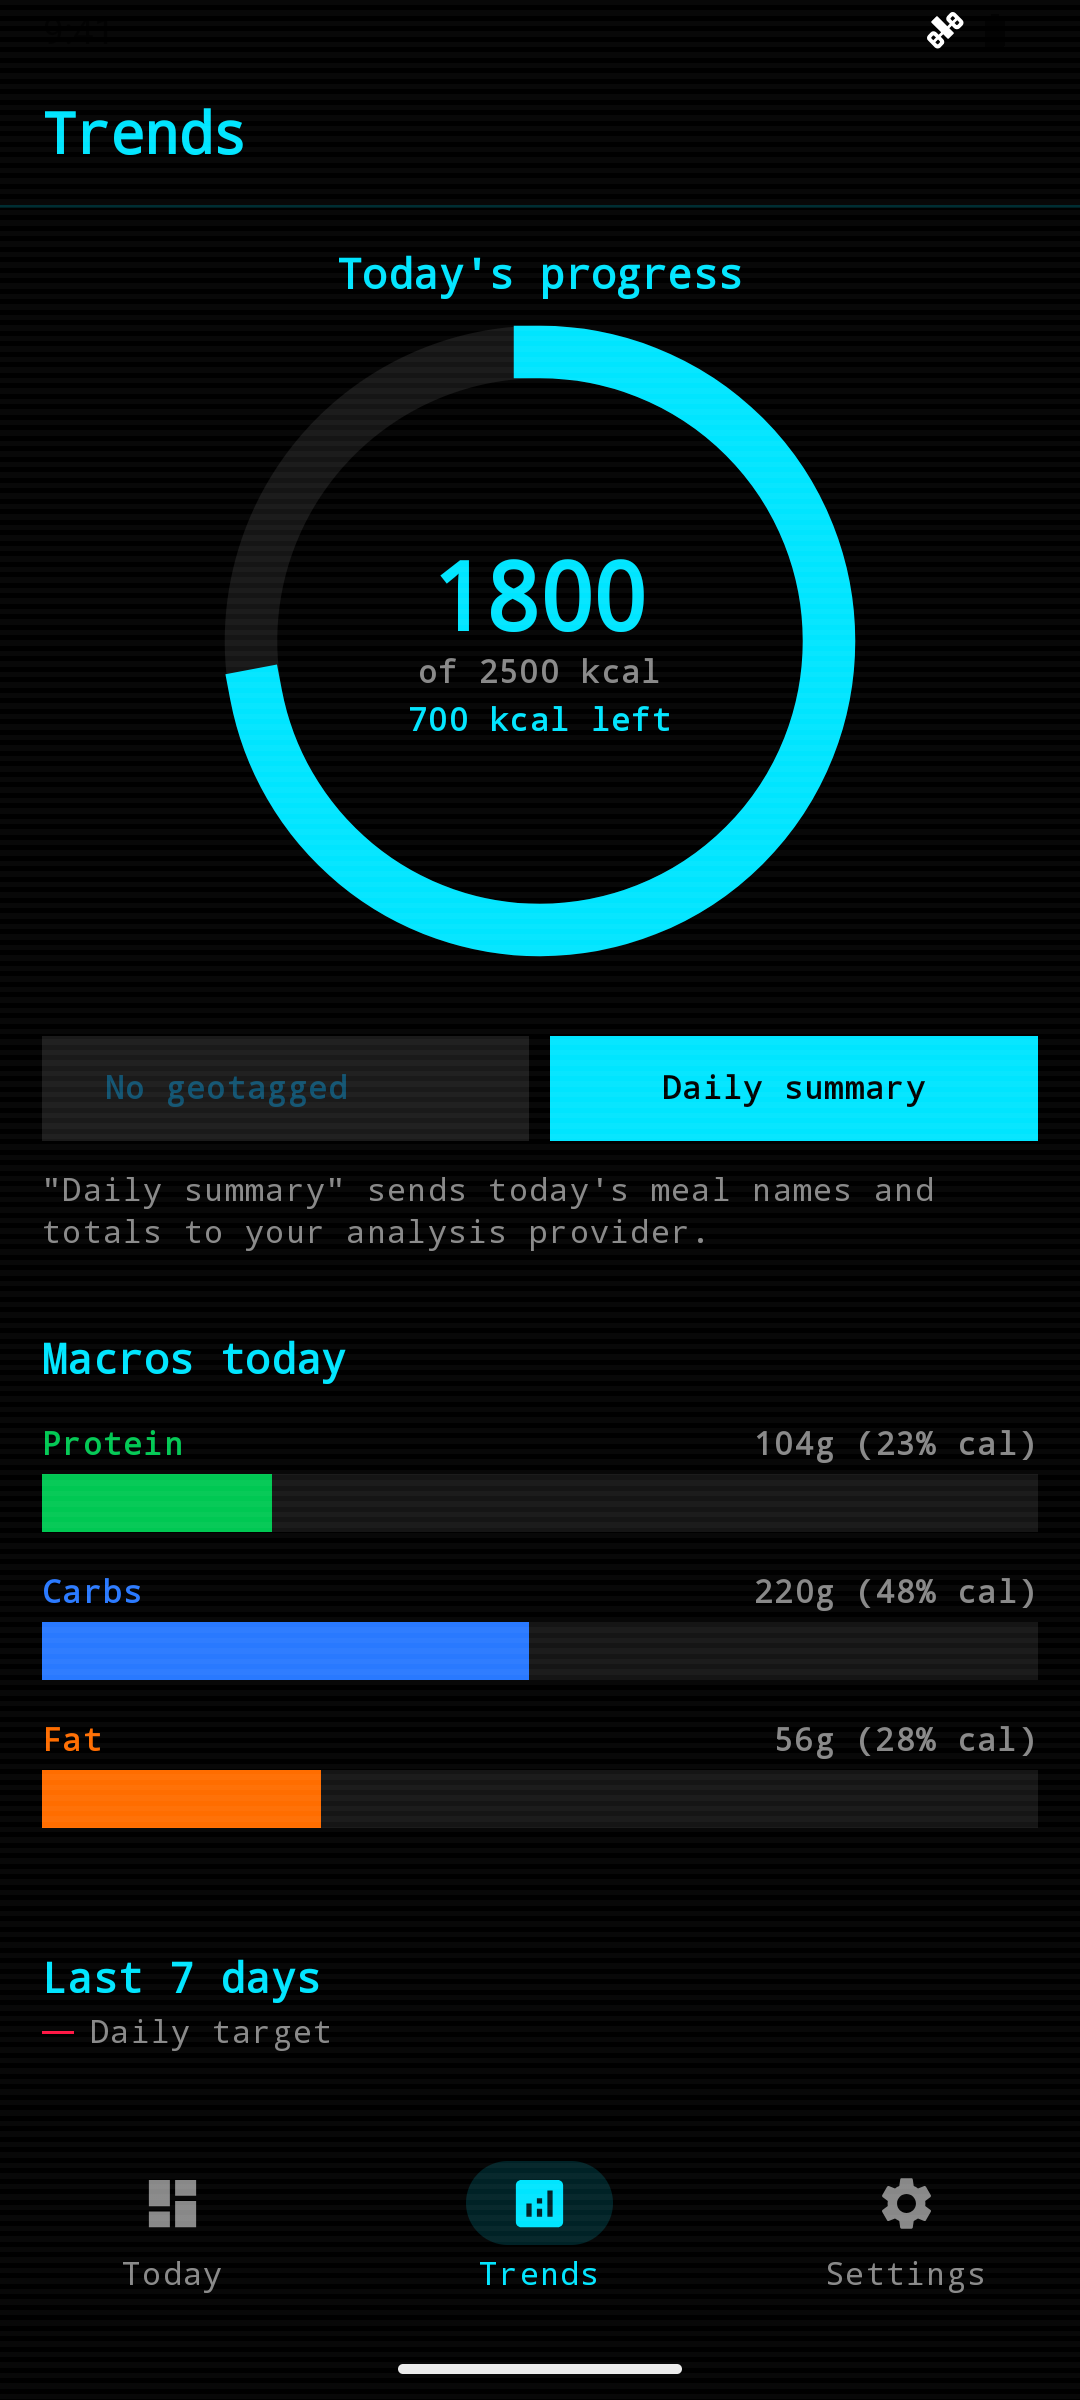 Trends
Today's progress
1800
of 2500 kcal
700 kcal left
No geotagged
Daily summary
"Daily summary" sends today's meal names and
totals to your analysis provider.
Macros today
Protein
104g (23% cal)
Carbs
220g (48% cal)
Fat
56g (28% cal)
Last 7 days
Daily target
Today
Trends
Settings